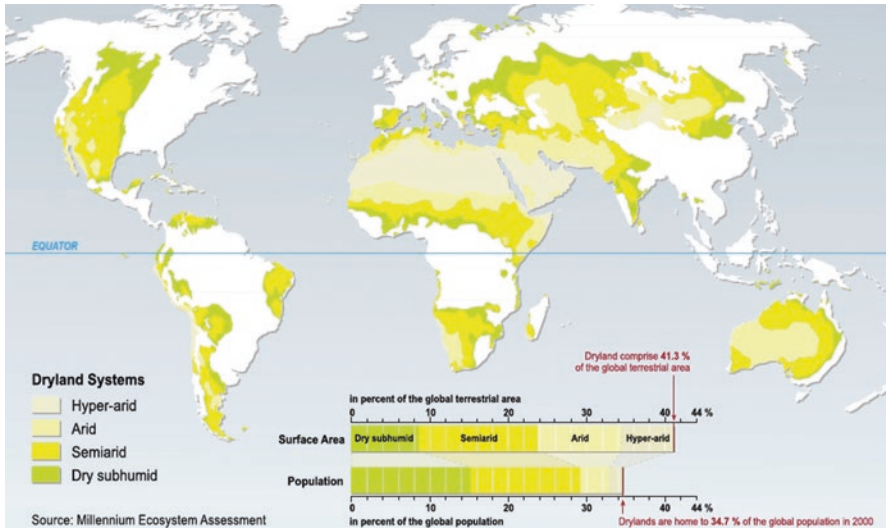 EQUATOR
Dryland Systems
Hyper-arid
Arid
Semiarid
Dry subhumid
Dryland comprise 41.3 %
of the global terrestrial area
in percent of the global terrestrial area
0 10 20 30 40 44 %
Surface Area
Dry subhumid Semiarid Arid Hyper-arid
Population
0 10 20 30 40 44 %
in percent of the global population
Drylands are home to 34.7 % of the global population in 2000
Source: Millennium Ecosystem Assessment